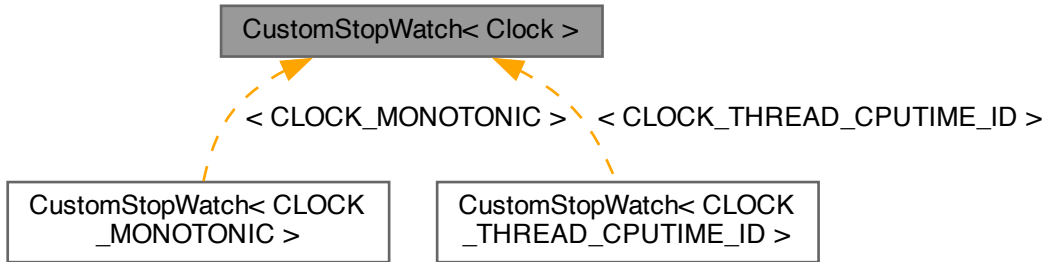 CustomStopWatch< Clock >
< CLOCK_MONOTONIC >
< CLOCK_THREAD_CPUTIME_ID >
CustomStopWatch< CLOCK
_MONOTONIC >
CustomStopWatch< CLOCK
_THREAD_CPUTIME_ID >